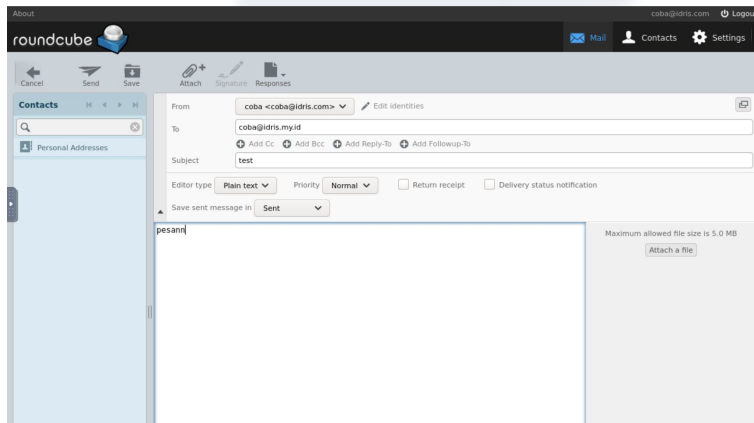 About coba@idris.com Logou
roundcube Mail Contacts Settings
Cancel Send Save Attach Signature Responses
Contacts
Personal Addresses
From coba <coba@idris.com> Edit identities
To coba@idris.my.id
Add Cc Add Bcc Add Reply-To Add Followup-To
Subject test
Editor type Plain text Priority Normal Return receipt Delivery status notification
Save sent message in Sent
pesann
Maximum allowed file size is 5.0 MB
Attach a file